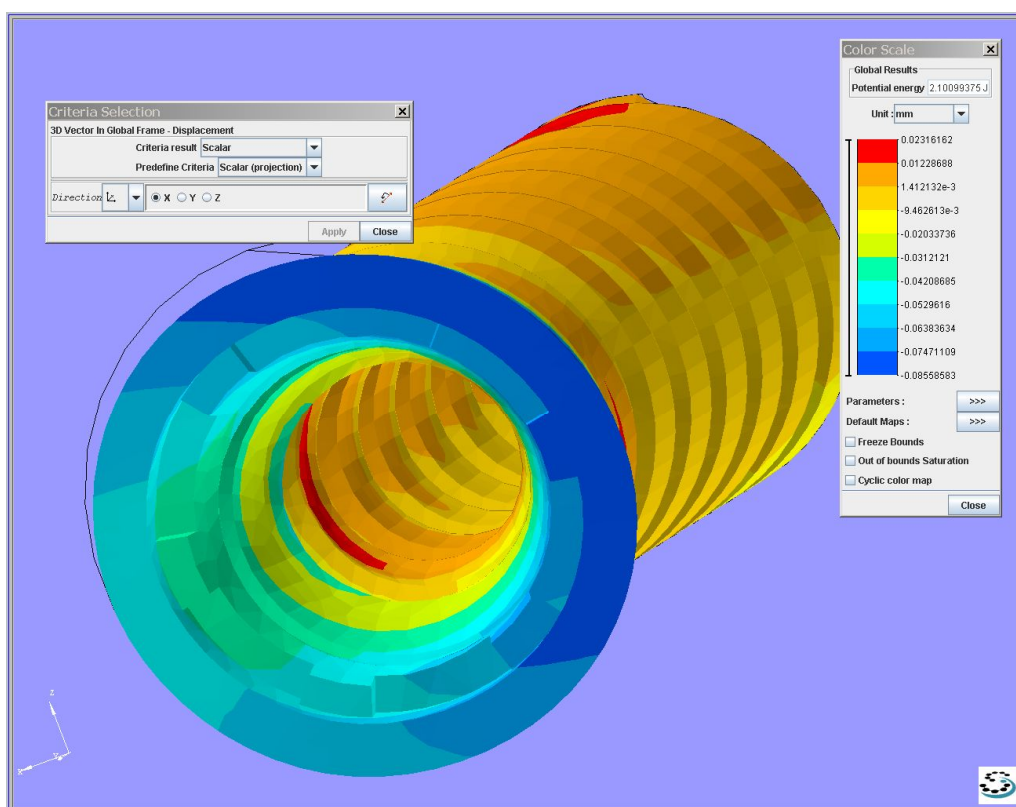 Criteria Selection
3D Vector In Global Frame - Displacement
Criteria result Scalar
Predefine Criteria Scalar (projection)
Direction X Y Z
Apply Close
Color Scale
Global Results
Potential energy 2.10099375 J
Unit : mm
0.02316162
0.01228688
1.412132e-3
-9.462613e-3
-0.02033736
-0.0312121
-0.04208685
-0.0529616
-0.06383634
-0.07471109
-0.08558583
Parameters : >>>
Default Maps : >>>
Freeze Bounds
Out of bounds Saturation
Cyclic color map
Close